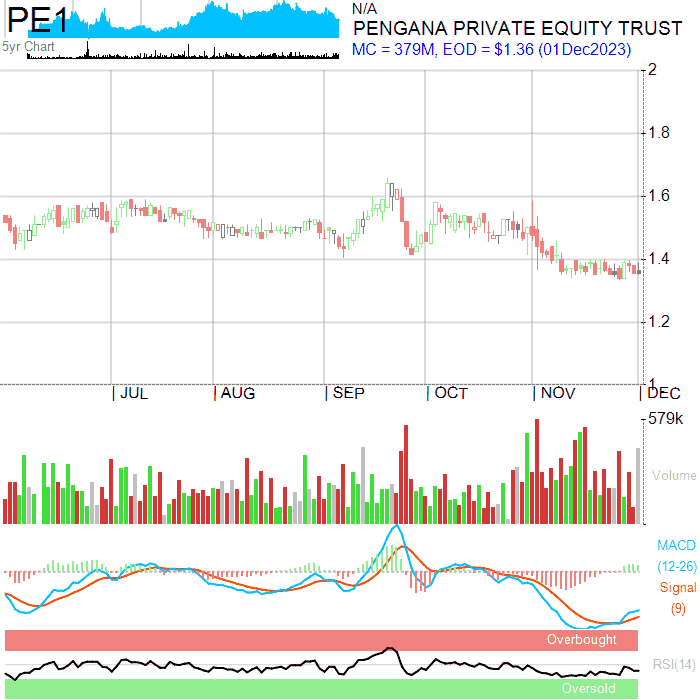 PE1
5yr Chart
N/A
PENGANA PRIVATE EQUITY TRUST
MC = 379M, EOD = $1.36 (01Dec2023)
2
1.8
1.6
1.4
1.2
1
| JUL | AUG | SEP | OCT | NOV | DEC
579k
Volume
MACD
(12-26)
Signal
(9)
Overbought
RSI(14)
Oversold